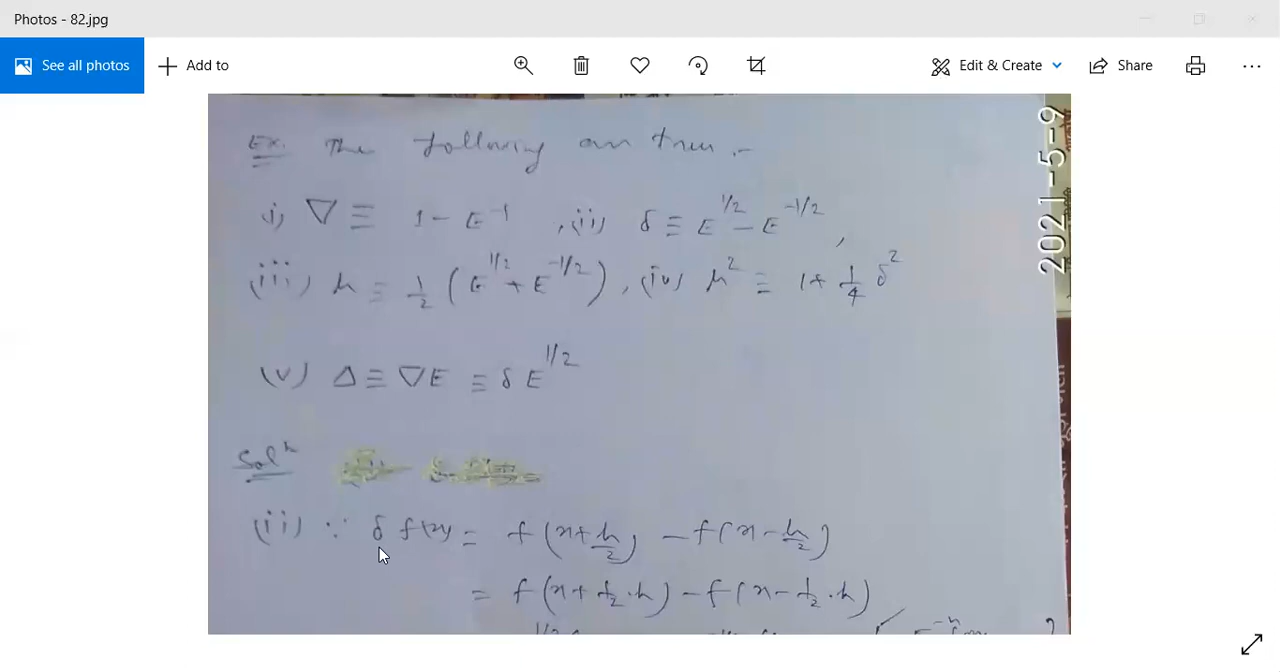 Photos - 82.jpg
See all photos
Add to
Edit & Create
Share
Ex. The following are true :-
(i) ∇ ≡ 1 - E^-1 , (ii) δ ≡ E^1/2 - E^-1/2 ,
(iii) μ ≡ 1/2 (E^1/2 + E^-1/2) , (iv) μ^2 ≡ 1 + 1/4 δ^2
(v) Δ ≡ ∇E ≡ δ E^1/2
Sol^n
(ii) ∵ δ f(x) = f(x + h/2) - f(x - h/2)
= f(x + 1/2 . h) - f(x - 1/2 . h)
2021-5-9